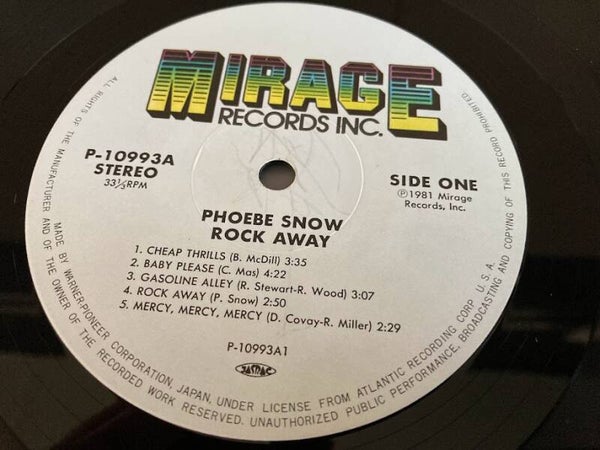 MIRAGE
RECORDS INC.
P-10993A
STEREO
33⅓RPM
SIDE ONE
Ⓟ1981 Mirage
Records, Inc.
PHOEBE SNOW
ROCK AWAY
1. CHEAP THRILLS (B. McDill) 3:35
2. BABY PLEASE (C. Mas) 4:22
3. GASOLINE ALLEY (R. Stewart-R. Wood) 3:07
4. ROCK AWAY (P. Snow) 2:50
5. MERCY, MERCY, MERCY (D. Covay-R. Miller) 2:29
P-10993A1
JASRAC
MADE BY WARNER-PIONEER CORPORATION, JAPAN, UNDER LICENSE FROM ATLANTIC RECORDING CORP. U.S.A.
ALL RIGHTS OF THE MANUFACTURER AND OF THE OWNER OF THE RECORDED WORK RESERVED. UNAUTHORIZED PUBLIC PERFORMANCE, BROADCASTING AND COPYING OF THIS RECORD PROHIBITED.